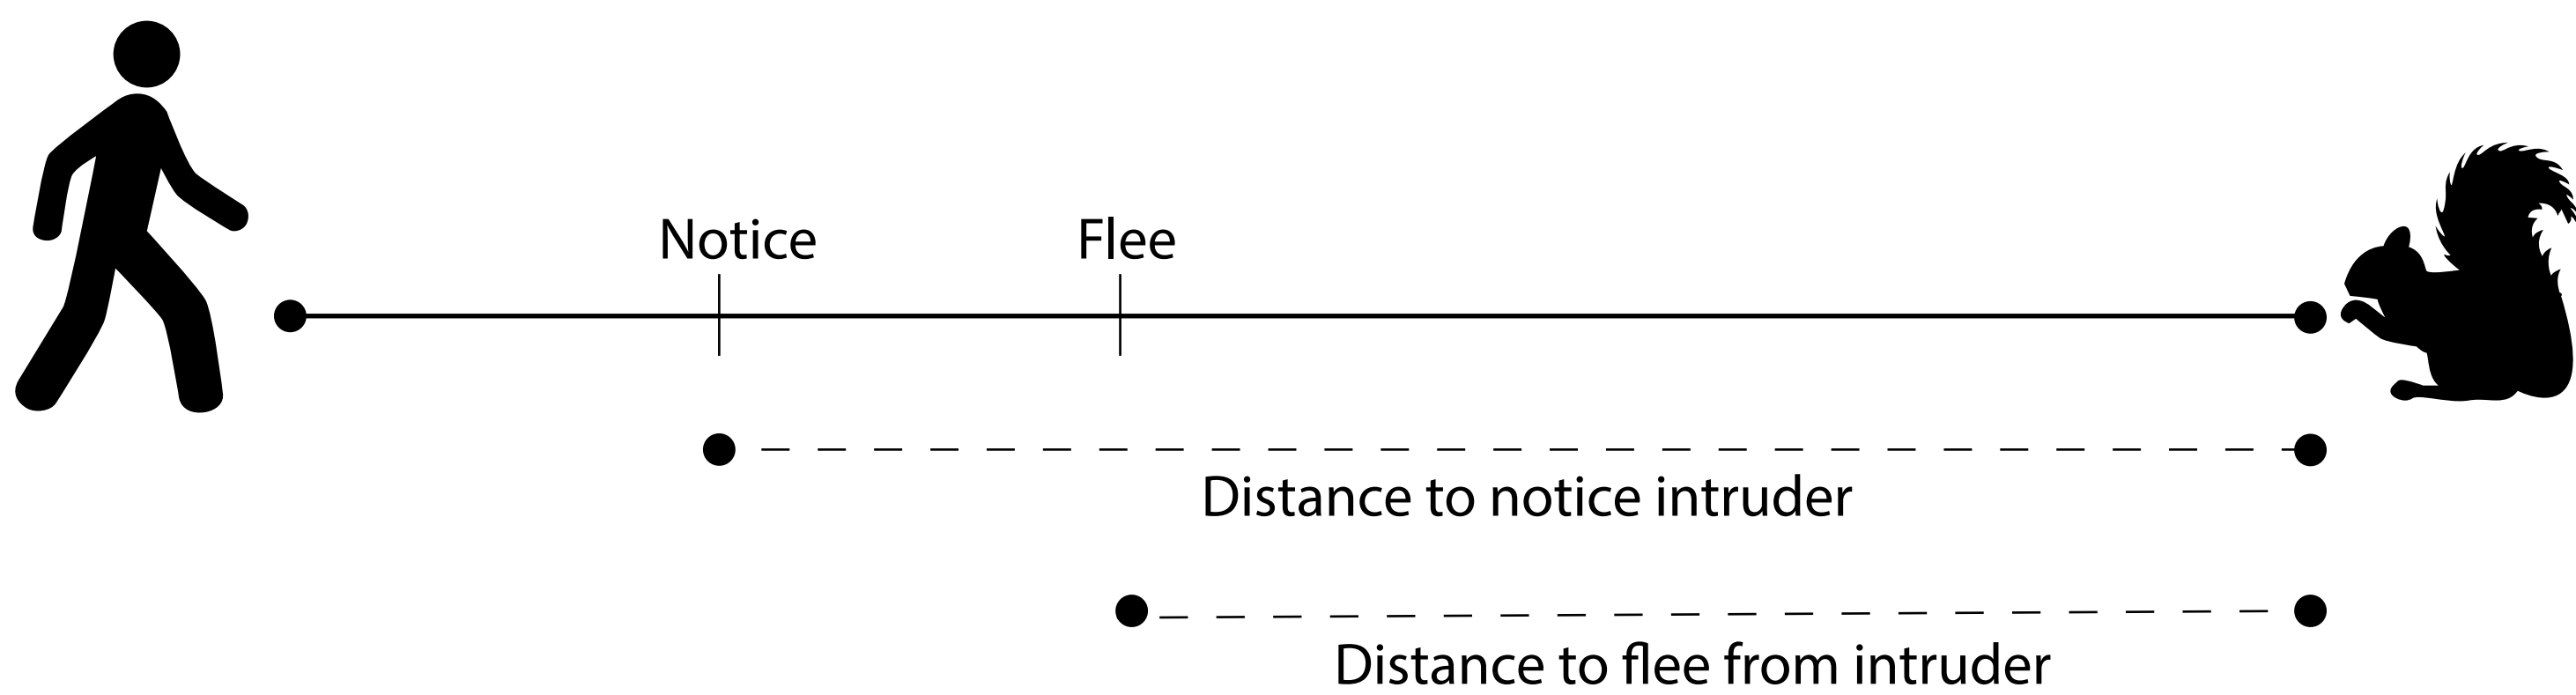 Notice
Flee
Distance to notice intruder
Distance to flee from intruder